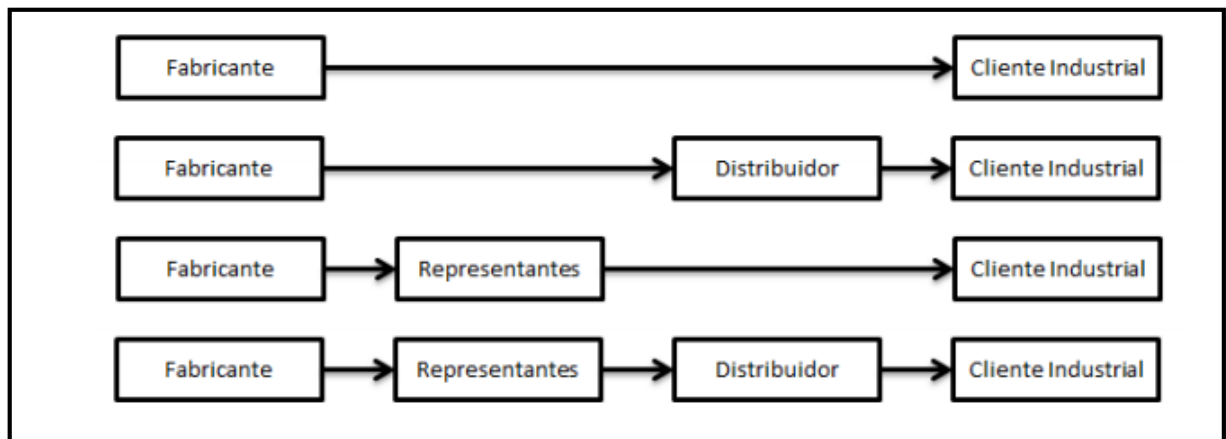 Fabricante Cliente Industrial
Fabricante Distribuidor Cliente Industrial
Fabricante Representantes Cliente Industrial
Fabricante Representantes Distribuidor Cliente Industrial